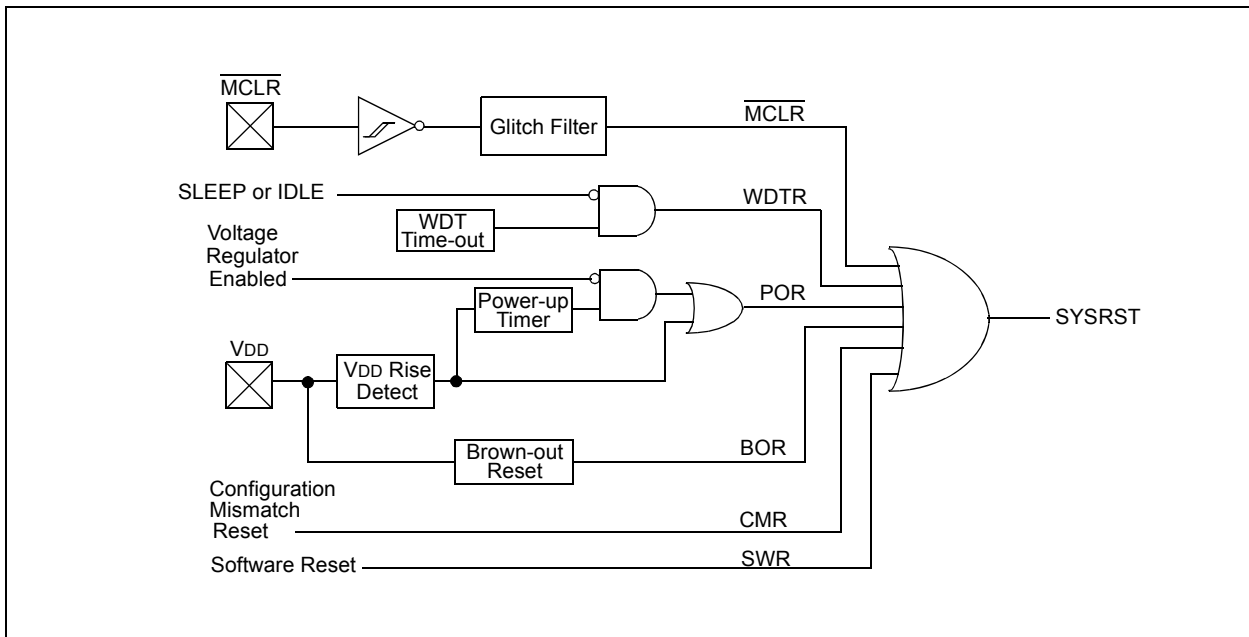 MCLR
Glitch Filter
MCLR
SLEEP or IDLE
WDT
Time-out
WDTR
Voltage
Regulator
Enabled
Power-up
Timer
POR
SYSRST
VDD
VDD Rise
Detect
Brown-out
Reset
BOR
Configuration
Mismatch
Reset
CMR
Software Reset
SWR